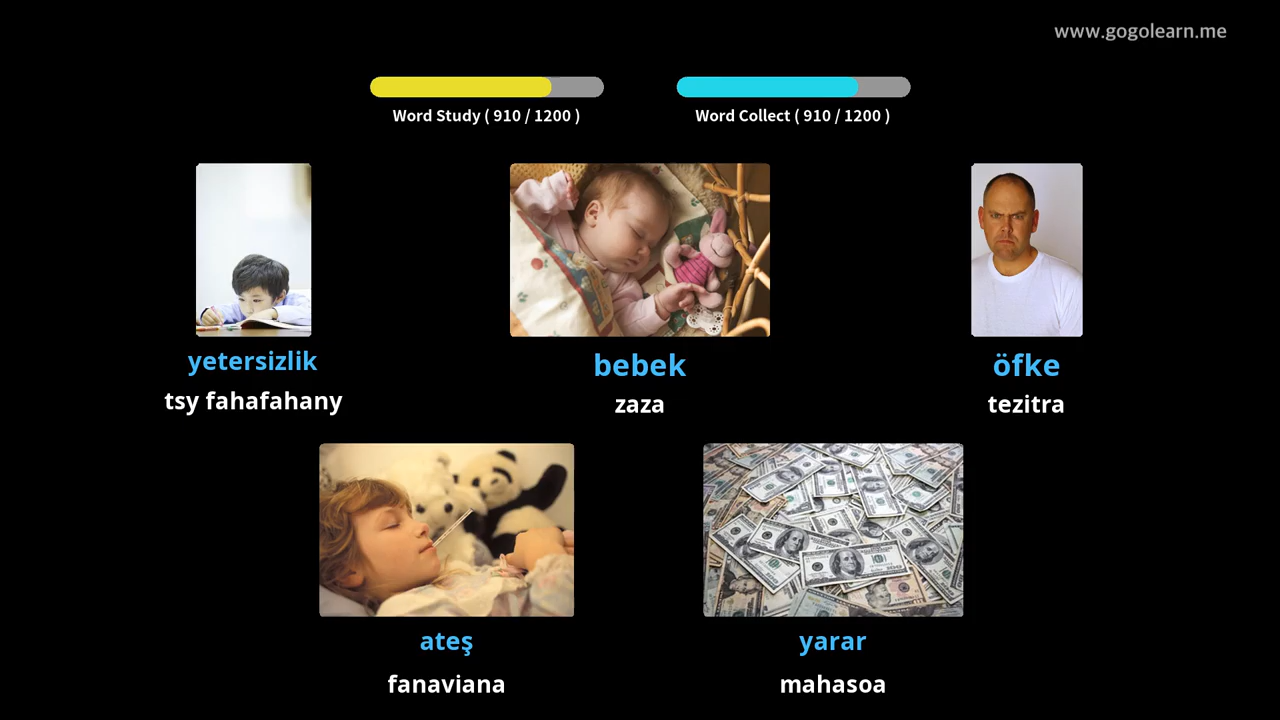 www.gogolearn.me
Word Study ( 910 / 1200 )
Word Collect ( 910 / 1200 )
yetersizlik
tsy fahafahany
bebek
zaza
öfke
tezitra
ateş
fanaviana
yarar
mahasoa